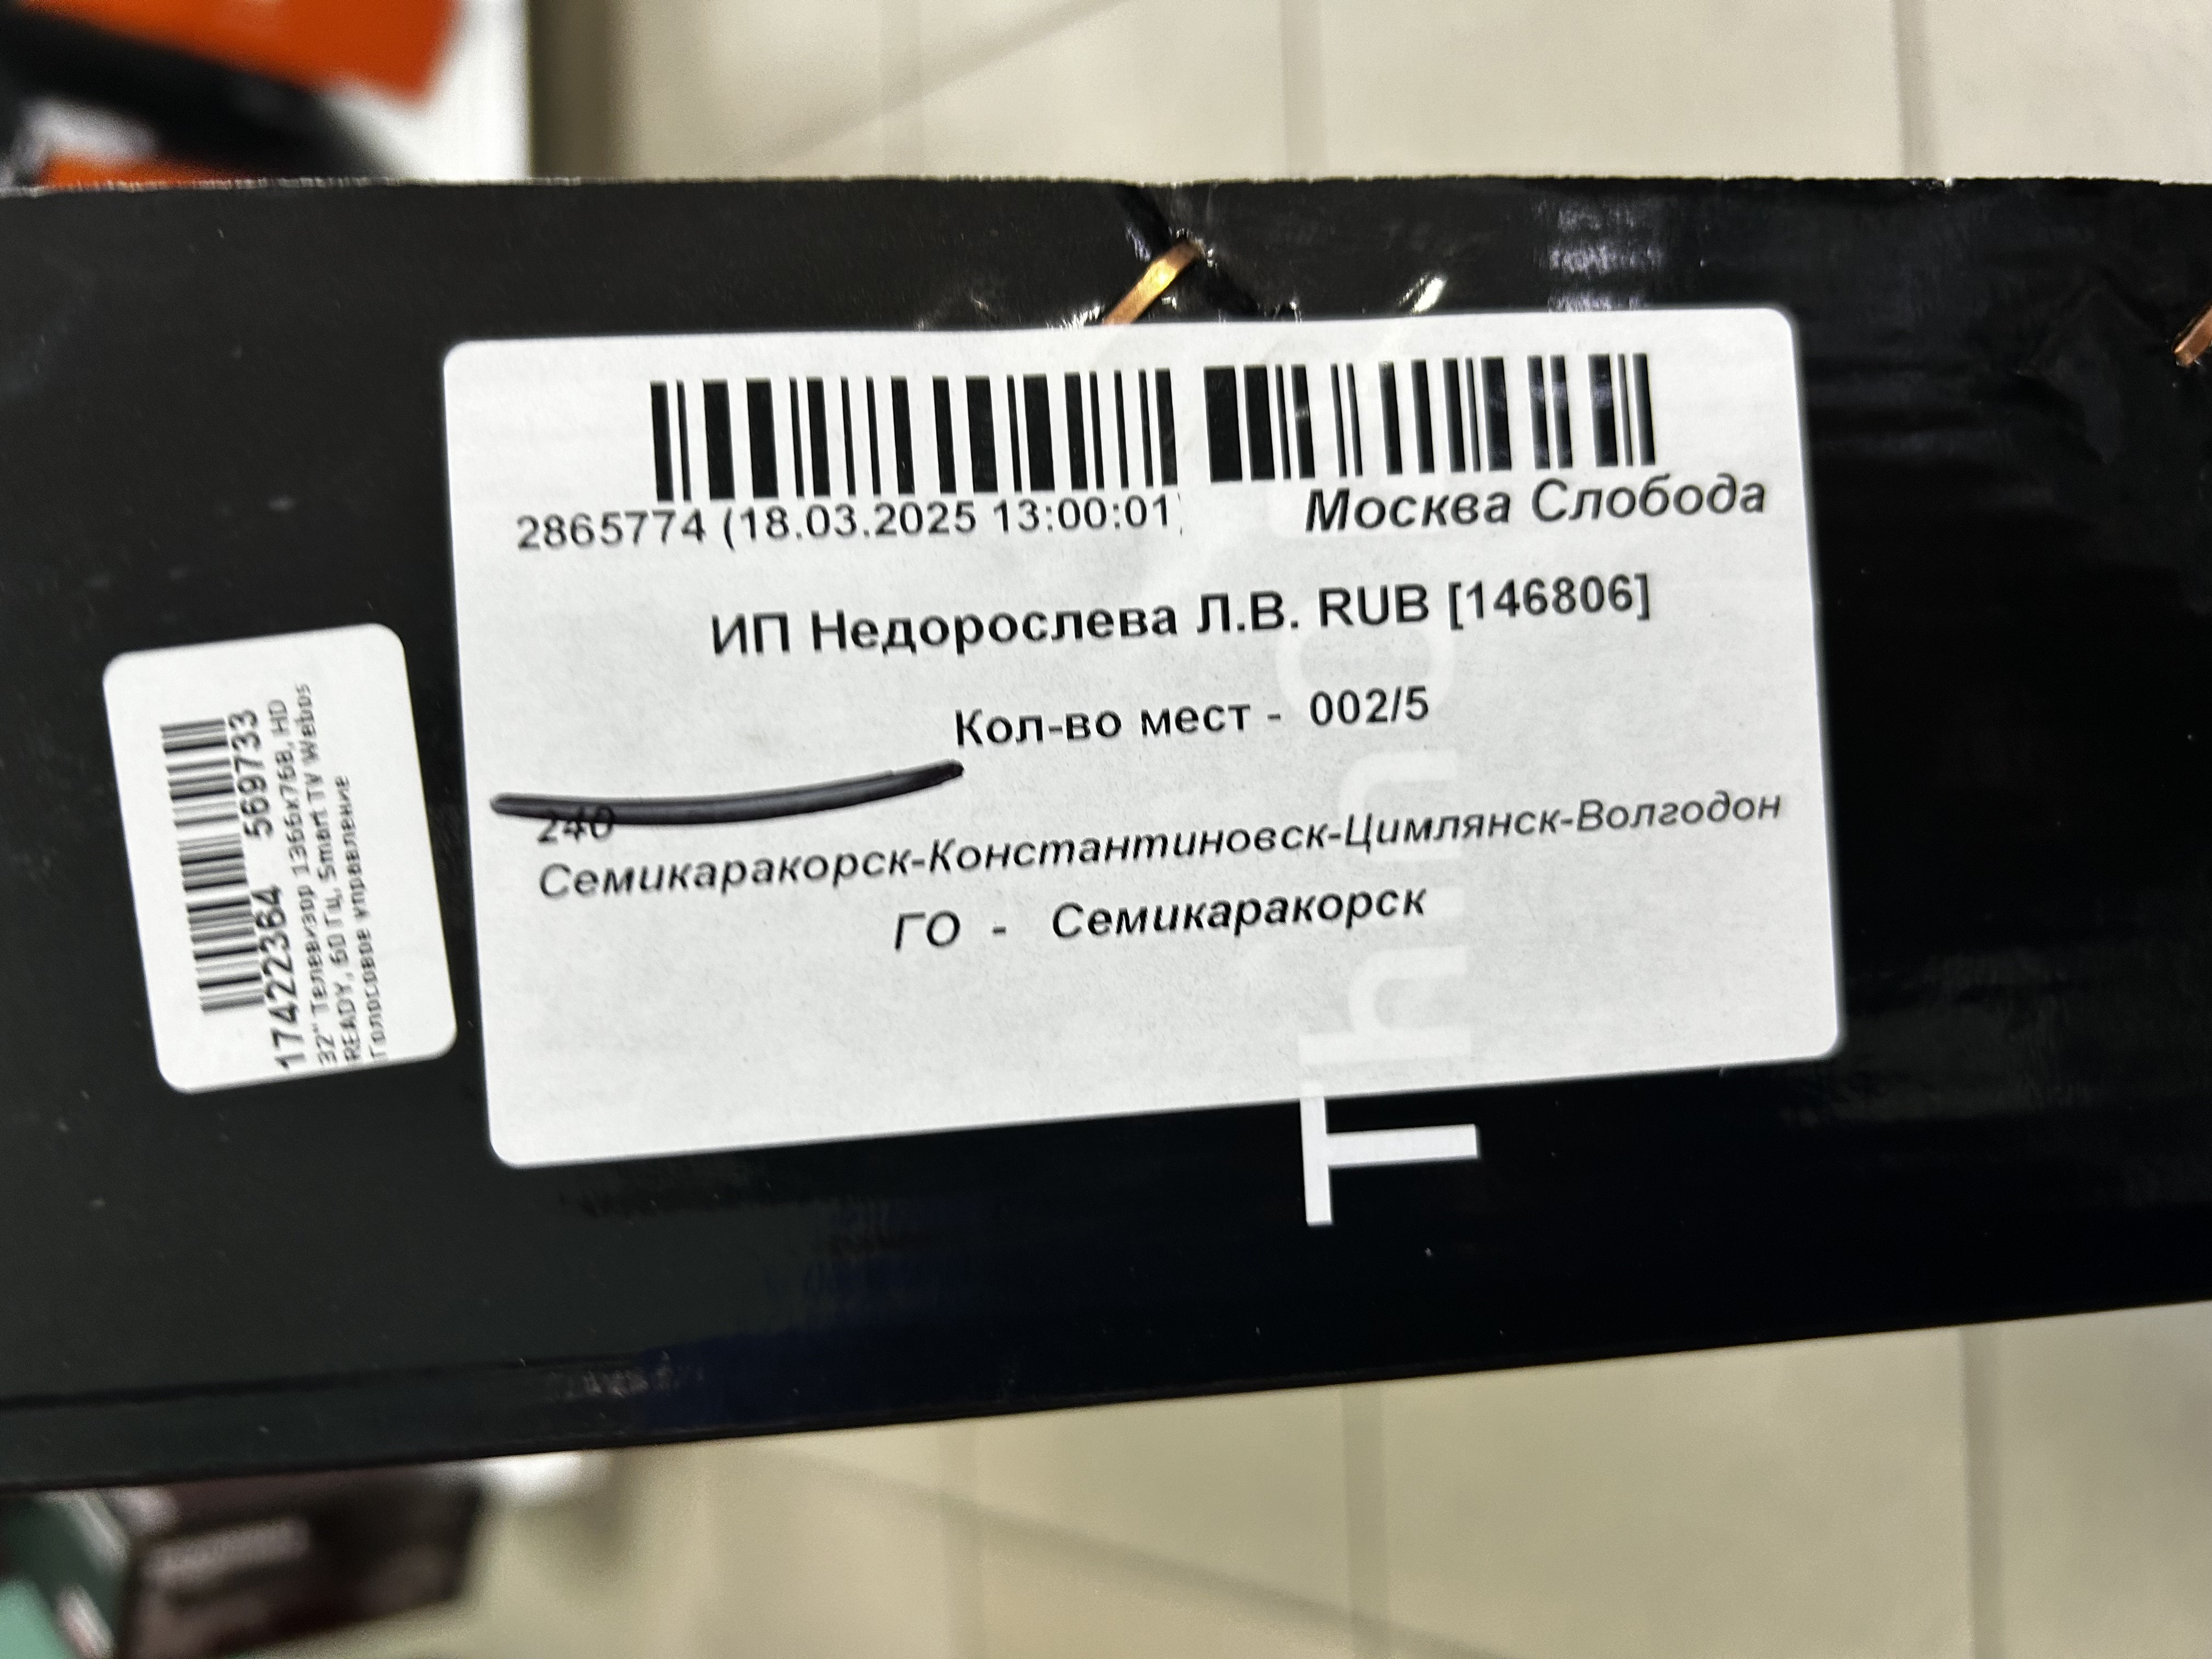 2865774 (18.03.2025 13:00:01)
Москва Слобода
ИП Недорослева Л.В. RUB [146806]
Кол-во мест - 002/5
240
Семикаракорск-Константиновск-Цимлянск-Волгодон
ГО - Семикаракорск
174222364 569733
32" Телевизор 1366x768, HD
READY, 60 Гц, Smart TV Webos
Голосовое управление
Thin